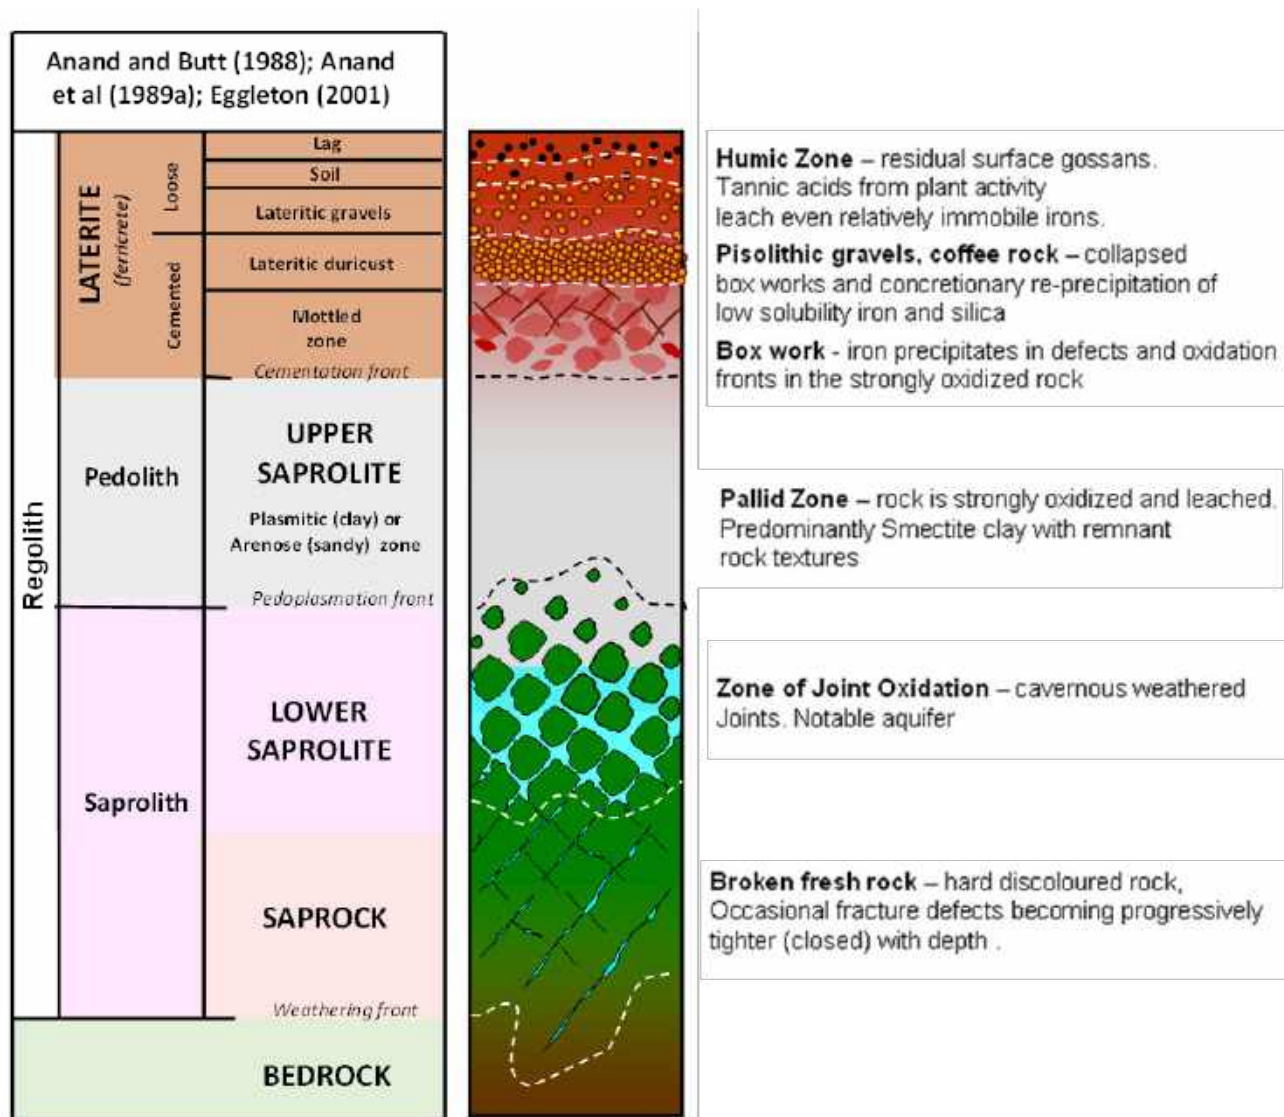 Anand and Butt (1988); Anand
et al (1989a); Eggleton (2001)
Regolith
LATERITE
(ferricrete)
Loose
Cemented
Lag
Soil
Lateritic gravels
Lateritic duricust
Mottled
zone
Cementation front
Pedolith
UPPER
SAPROLITE
Plasmitic (clay) or
Arenose (sandy) zone
Pedoplasmation front
Saprolith
LOWER
SAPROLITE
SAPROCK
Weathering front
BEDROCK
Humic Zone – residual surface gossans.
Tannic acids from plant activity
leach even relatively immobile irons.
Pisolithic gravels, coffee rock – collapsed
box works and concretionary re-precipitation of
low solubility iron and silica
Box work - iron precipitates in defects and oxidation
fronts in the strongly oxidized rock
Pallid Zone – rock is strongly oxidized and leached.
Predominantly Smectite clay with remnant
rock textures
Zone of Joint Oxidation – cavernous weathered
Joints. Notable aquifer
Broken fresh rock – hard discoloured rock,
Occasional fracture defects becoming progressively
tighter (closed) with depth .